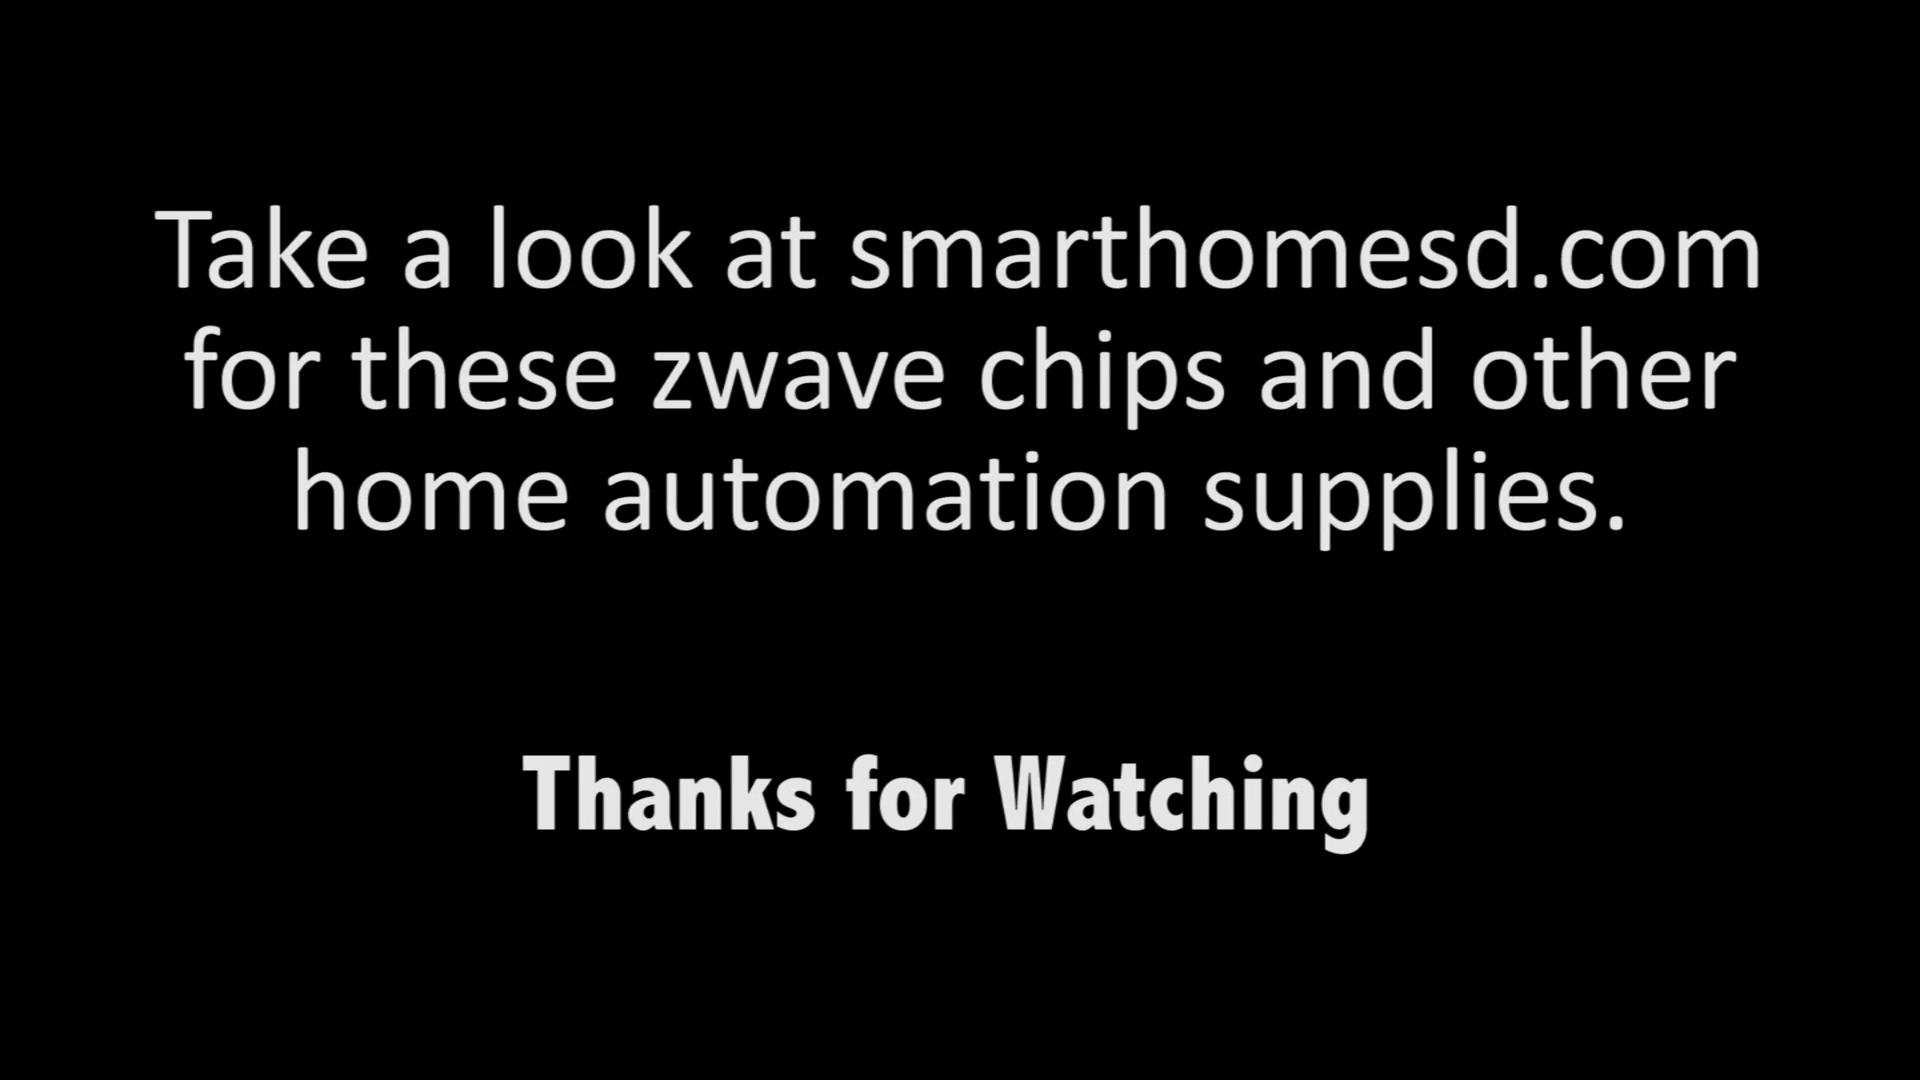 Take a look at smarthomesd.com
for these zwave chips and other
home automation supplies.
Thanks for Watching